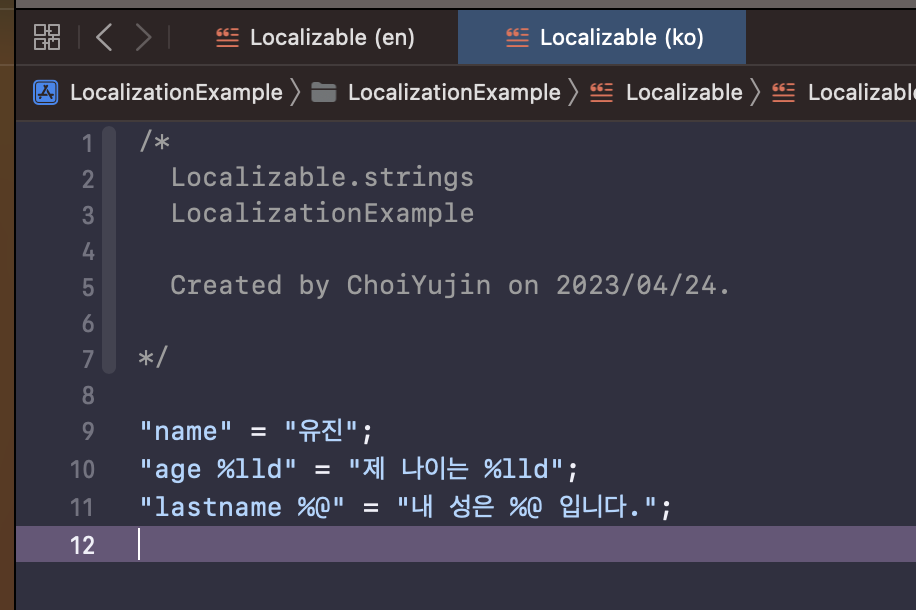 Localizable (en) Localizable (ko)
LocalizationExample LocalizationExample Localizable Localizabl
1 /*
2 Localizable.strings
3 LocalizationExample
4
5 Created by ChoiYujin on 2023/04/24.
6
7 */
8
9 "name" = "유진";
10 "age %lld" = "제 나이는 %lld";
11 "lastname %@" = "내 성은 %@ 입니다.";
12